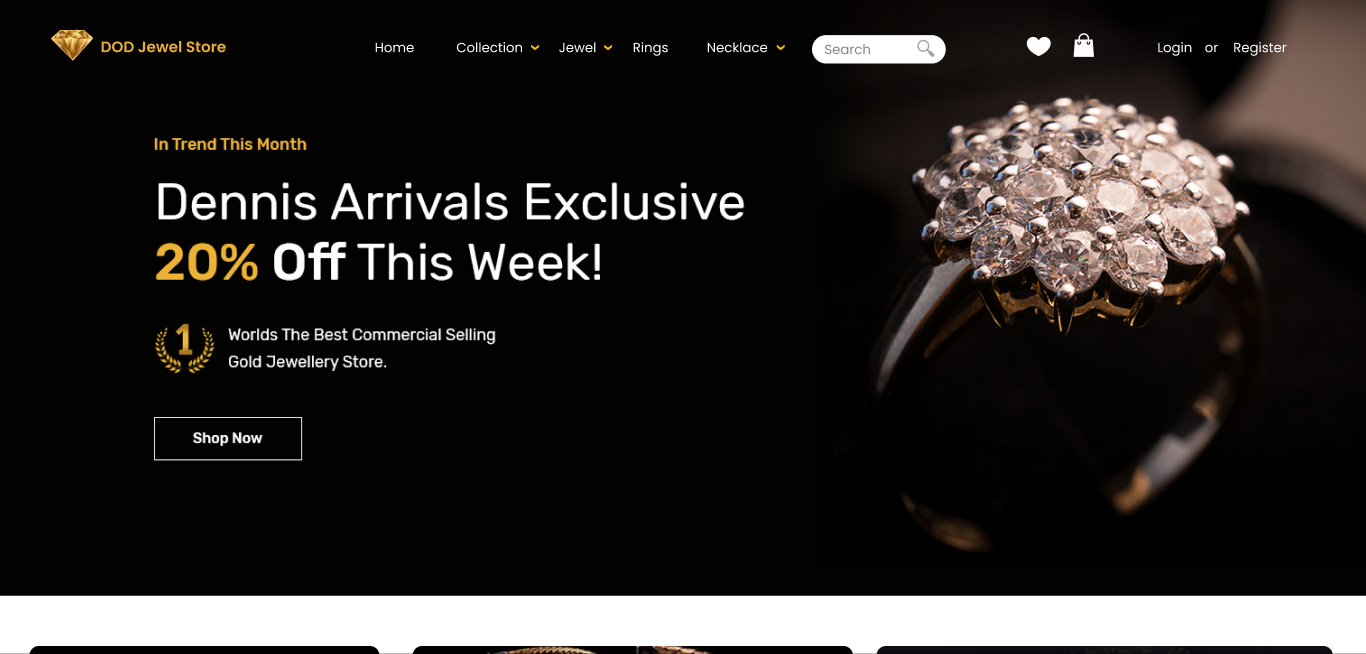 DOD Jewel Store
Home Collection Jewel Rings Necklace Search Login or Register
In Trend This Month
Dennis Arrivals Exclusive
20% Off This Week!
1
Worlds The Best Commercial Selling
Gold Jewellery Store.
Shop Now